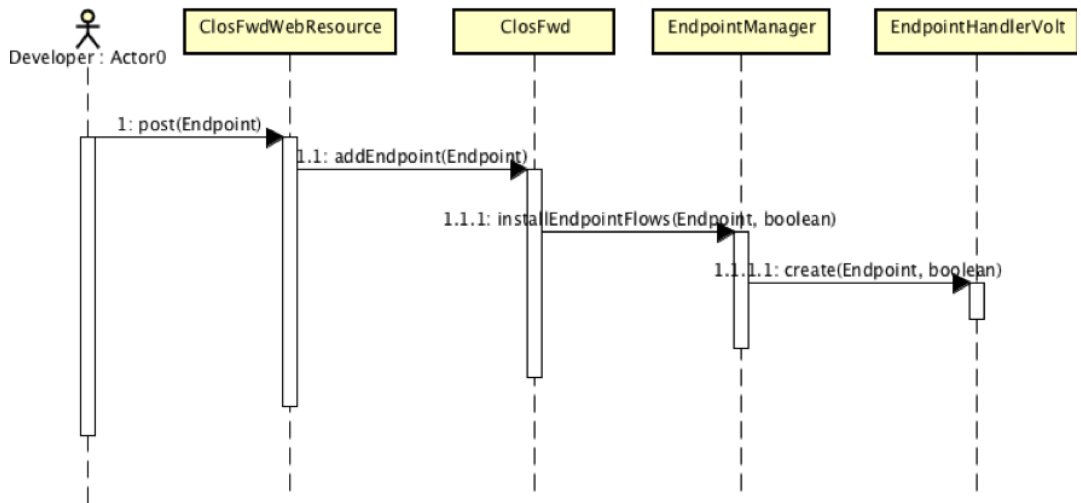 ClosFwdWebResource
ClosFwd
EndpointManager
EndpointHandlerVolt
Developer : Actor0
1: post(Endpoint)
1.1: addEndpoint(Endpoint)
1.1.1: installEndpointFlows(Endpoint, boolean)
1.1.1.1: create(Endpoint, boolean)